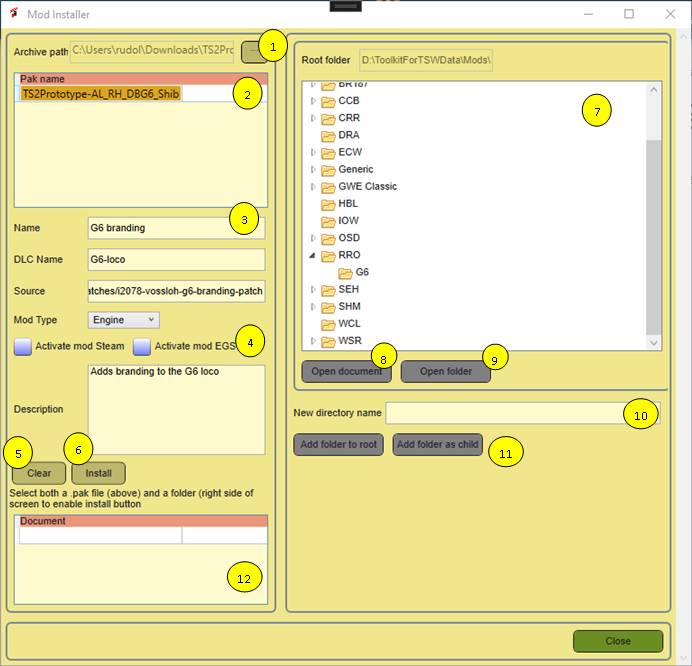 Mod Installer
Archive path C:\Users\rudol\Downloads\TS2Pro
1
Pak name
TS2Prototype-AL_RH_DBG6_Shib
2
Name G6 branding
3
DLC Name G6-loco
Source atches/i2078-vossloh-g6-branding-patch
Mod Type Engine
Activate mod Steam Activate mod EGS
4
Description Adds branding to the G6 loco
5
6
Clear Install
Select both a .pak file (above) and a folder (right side of
screen to enable install button
Document
12
Root folder D:\ToolkitForTSWData\Mods\
7
BR187
CCB
CRR
DRA
ECW
Generic
GWE Classic
HBL
IOW
OSD
RRO
G6
SEH
SHM
WCL
WSR
8
9
Open document Open folder
New directory name
10
Add folder to root Add folder as child
11
Close